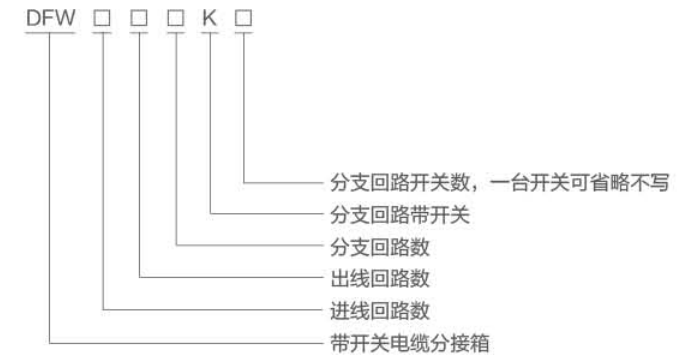 DFW □ □ □ K □
分支回路开关数，一台开关可省略不写
分支回路带开关
分支回路数
出线回路数
进线回路数
带开关电缆分接箱